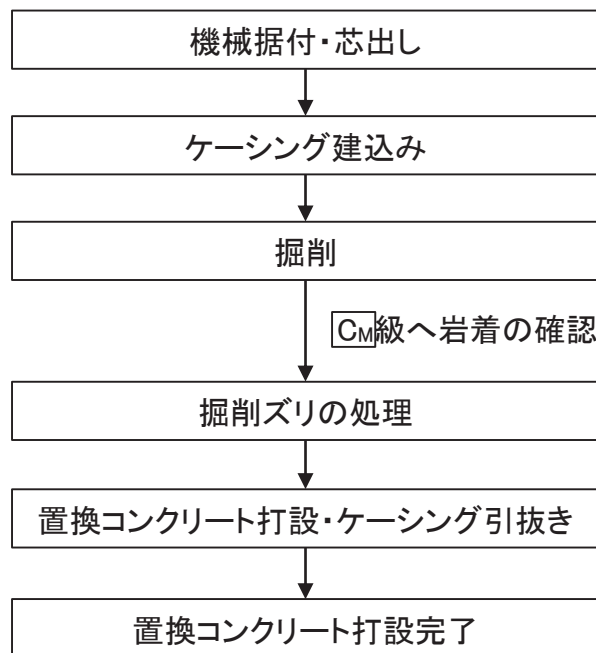 機械据付・芯出し
ケーシング建込み
掘削
CM級へ岩着の確認
掘削ズリの処理
置換コンクリート打設・ケーシング引抜き
置換コンクリート打設完了